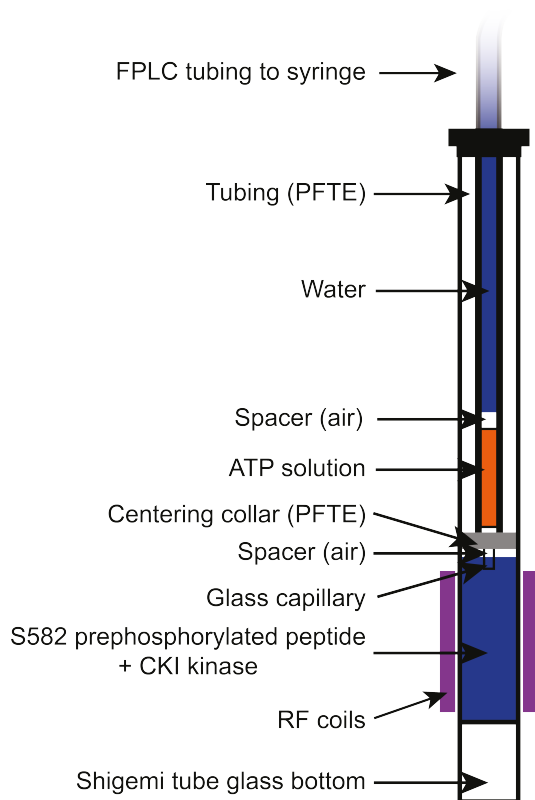 FPLC tubing to syringe
Tubing (PFTE)
Water
Spacer (air)
ATP solution
Centering collar (PFTE)
Spacer (air)
Glass capillary
S582 prephosphorylated peptide
+ CKI kinase
RF coils
Shigemi tube glass bottom